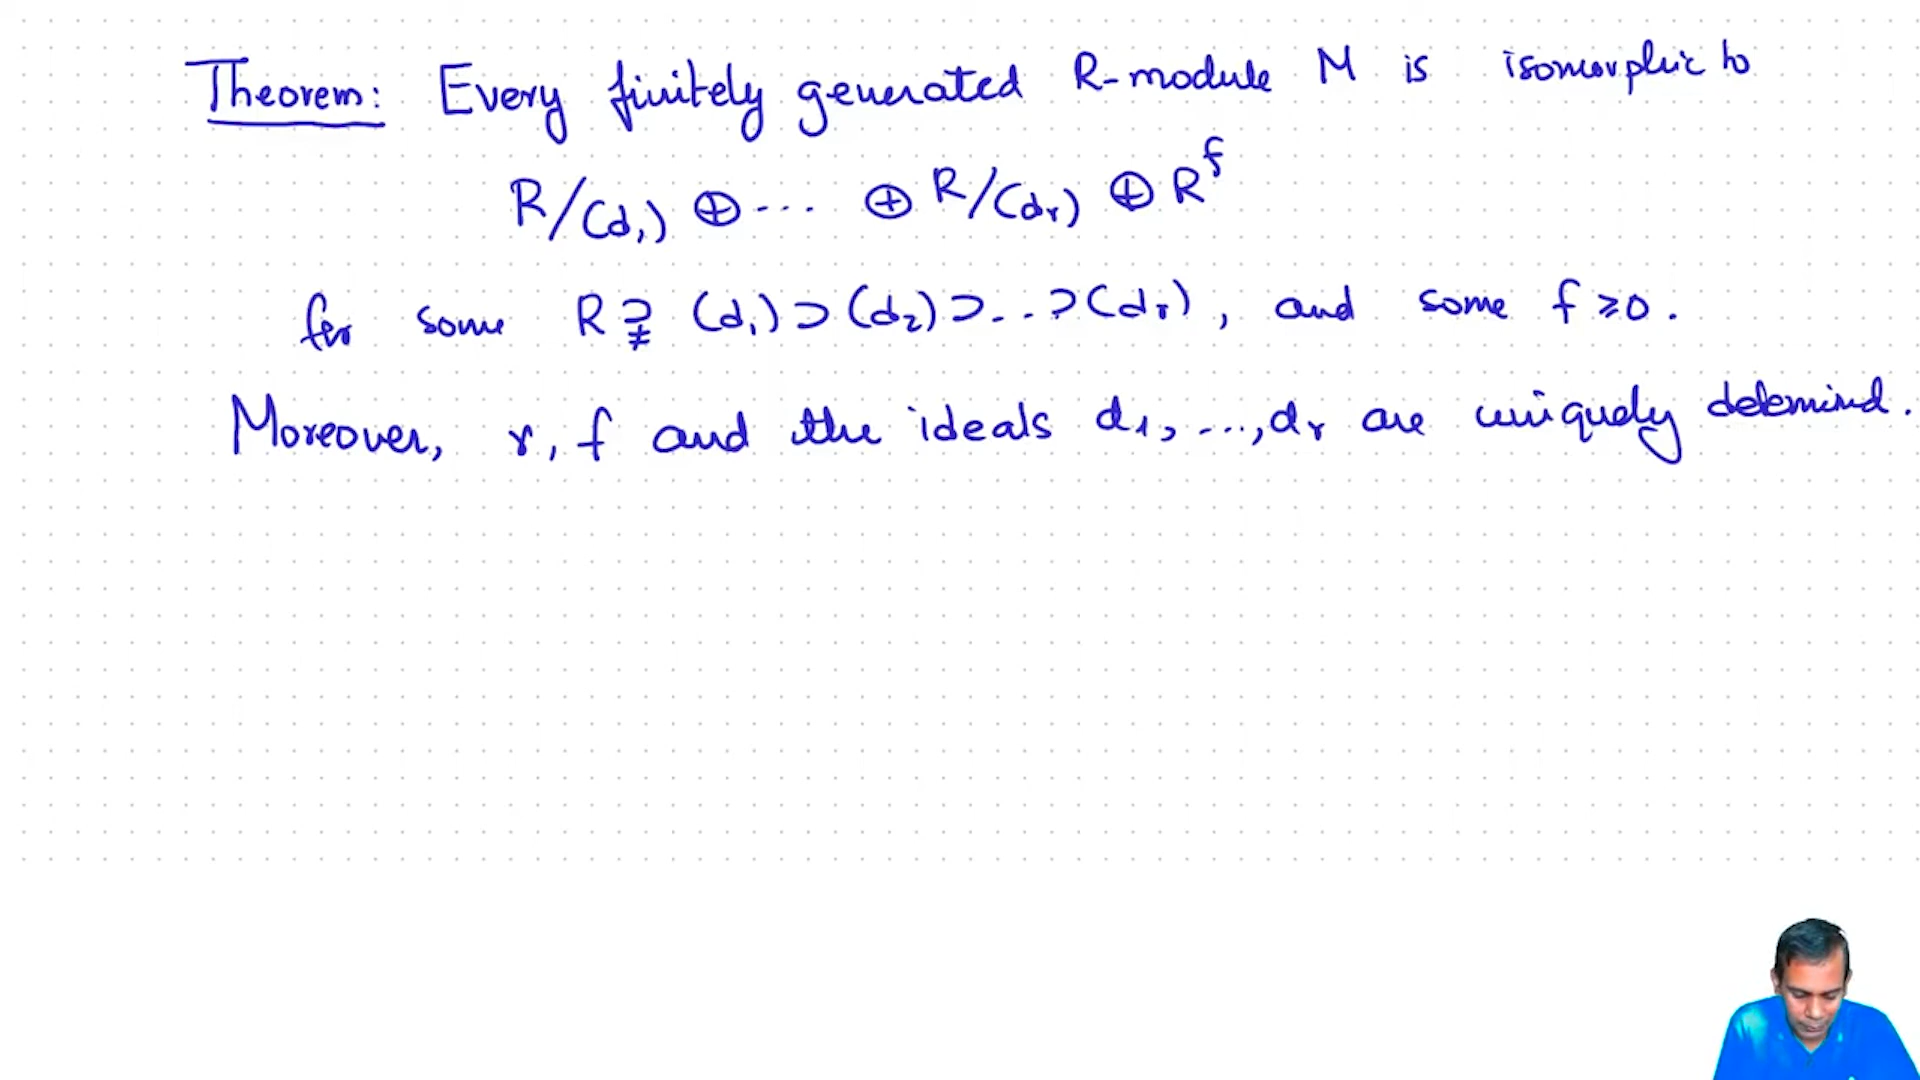 Theorem: Every finitely generated R-module M is isomorphic to
R/(d₁) ⊕ ... ⊕ R/(dᵣ) ⊕ R^f
for some R ⊋ (d₁) ⊃ (d₂) ⊃ ... ⊃ (dᵣ), and some f ≥ 0.
Moreover, r, f and the ideals d₁, ..., dᵣ are uniquely determined.